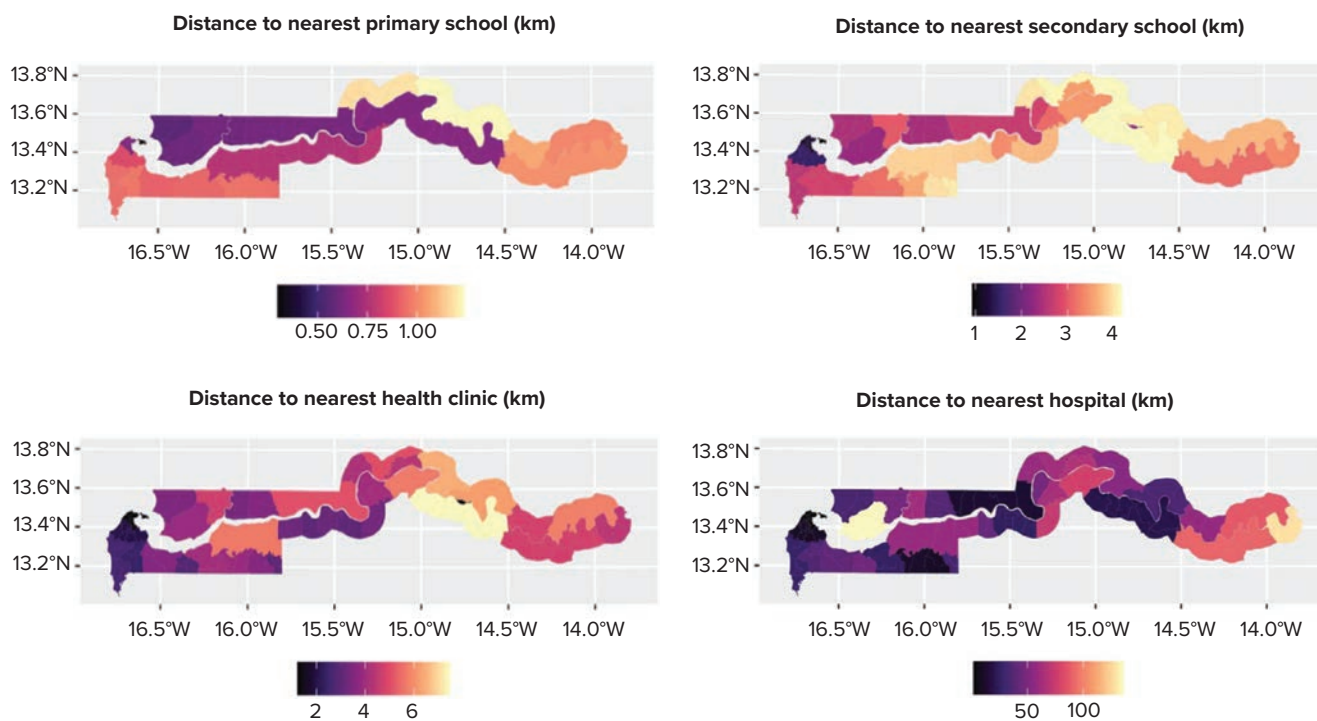 Distance to nearest primary school (km)
13.8°N
13.6°N
13.4°N
13.2°N
16.5°W 16.0°W 15.5°W 15.0°W 14.5°W 14.0°W
0.50 0.75 1.00
Distance to nearest secondary school (km)
13.8°N
13.6°N
13.4°N
13.2°N
16.5°W 16.0°W 15.5°W 15.0°W 14.5°W 14.0°W
1 2 3 4
Distance to nearest health clinic (km)
13.8°N
13.6°N
13.4°N
13.2°N
16.5°W 16.0°W 15.5°W 15.0°W 14.5°W 14.0°W
2 4 6
Distance to nearest hospital (km)
13.8°N
13.6°N
13.4°N
13.2°N
16.5°W 16.0°W 15.5°W 15.0°W 14.5°W 14.0°W
50 100